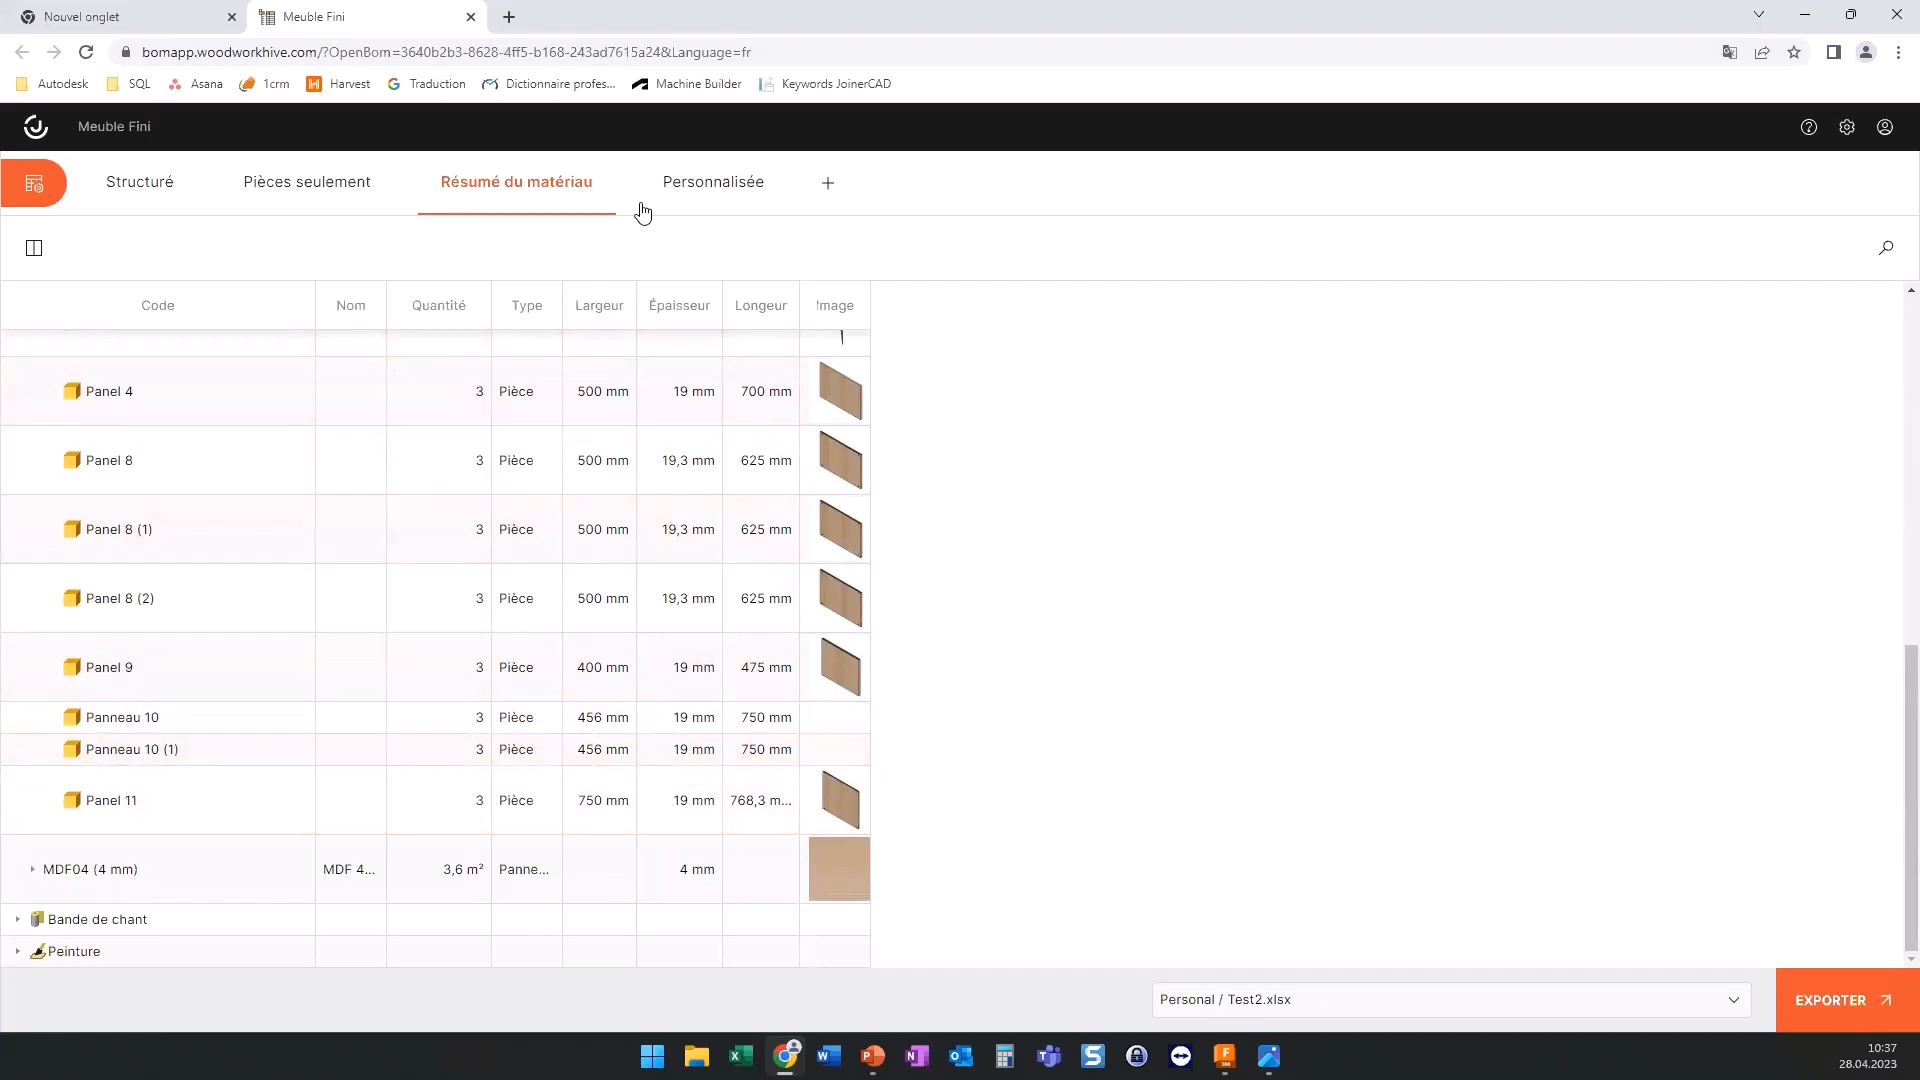 Nouvel onglet
Meuble Fini
bomapp.woodworkhive.com/?OpenBom=3640b2b3-8628-4ff5-b168-243ad7615a24&Language=fr
Autodesk SQL Asana 1crm Harvest Traduction Dictionnaire profes... Machine Builder Keywords JoinerCAD
Meuble Fini
Structuré Pièces seulement Résumé du matériau Personnalisée
Code Nom Quantité Type Largeur Épaisseur Longeur Image
Panel 4 3 Pièce 500 mm 19 mm 700 mm
Panel 8 3 Pièce 500 mm 19,3 mm 625 mm
Panel 8 (1) 3 Pièce 500 mm 19,3 mm 625 mm
Panel 8 (2) 3 Pièce 500 mm 19,3 mm 625 mm
Panel 9 3 Pièce 400 mm 19 mm 475 mm
Panneau 10 3 Pièce 456 mm 19 mm 750 mm
Panneau 10 (1) 3 Pièce 456 mm 19 mm 750 mm
Panel 11 3 Pièce 750 mm 19 mm 768,3 m...
MDF04 (4 mm) MDF 4... 3,6 m² Panne... 4 mm
Bande de chant
Peinture
Personal / Test2.xlsx
EXPORTER
10:37
28.04.2023